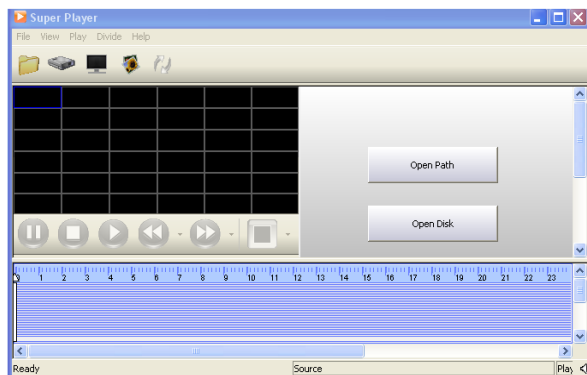 Super Player
File View Play Divide Help
Open Path
Open Disk
0 1 2 3 4 5 6 7 8 9 10 11 12 13 14 15 16 17 18 19 20 21 22 23
Ready Source Play